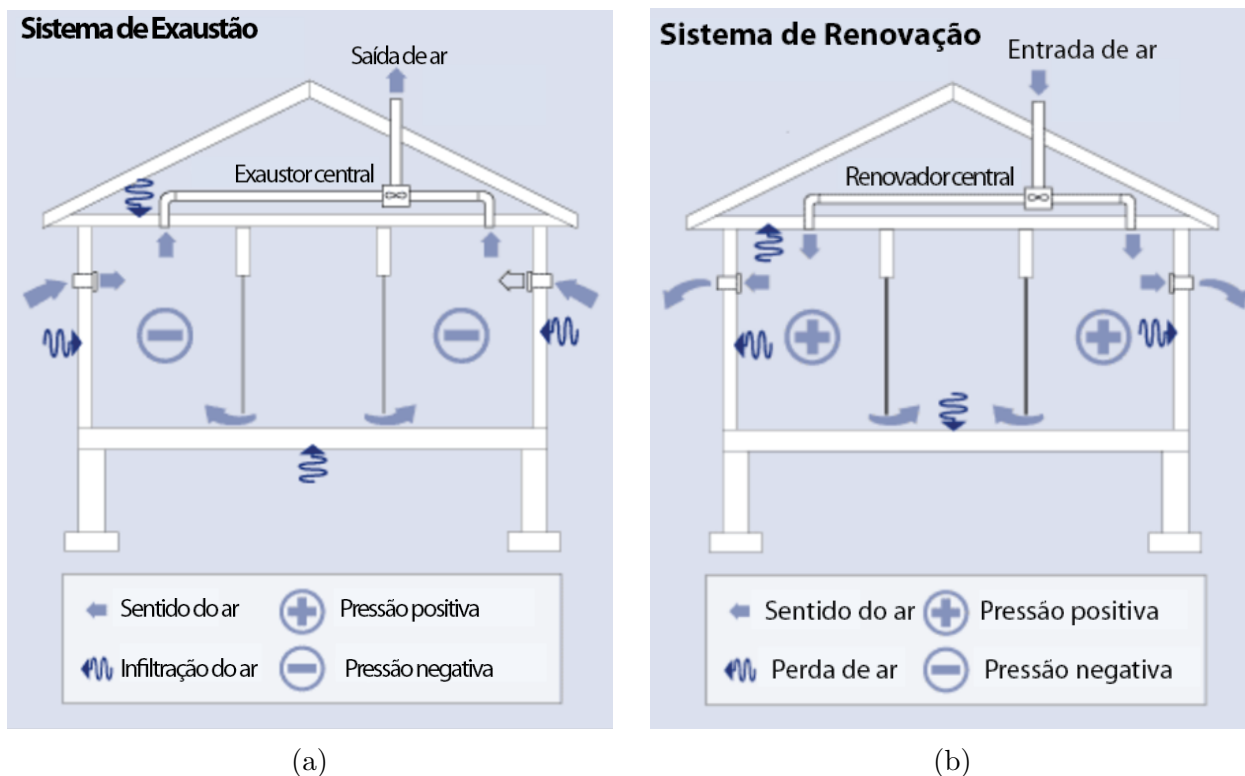 Sistema de Exaustão
Saída de ar
Exaustor central
Sentido do ar
Pressão positiva
Infiltração do ar
Pressão negativa
(a)
Sistema de Renovação
Entrada de ar
Renovador central
Sentido do ar
Pressão positiva
Perda de ar
Pressão negativa
(b)